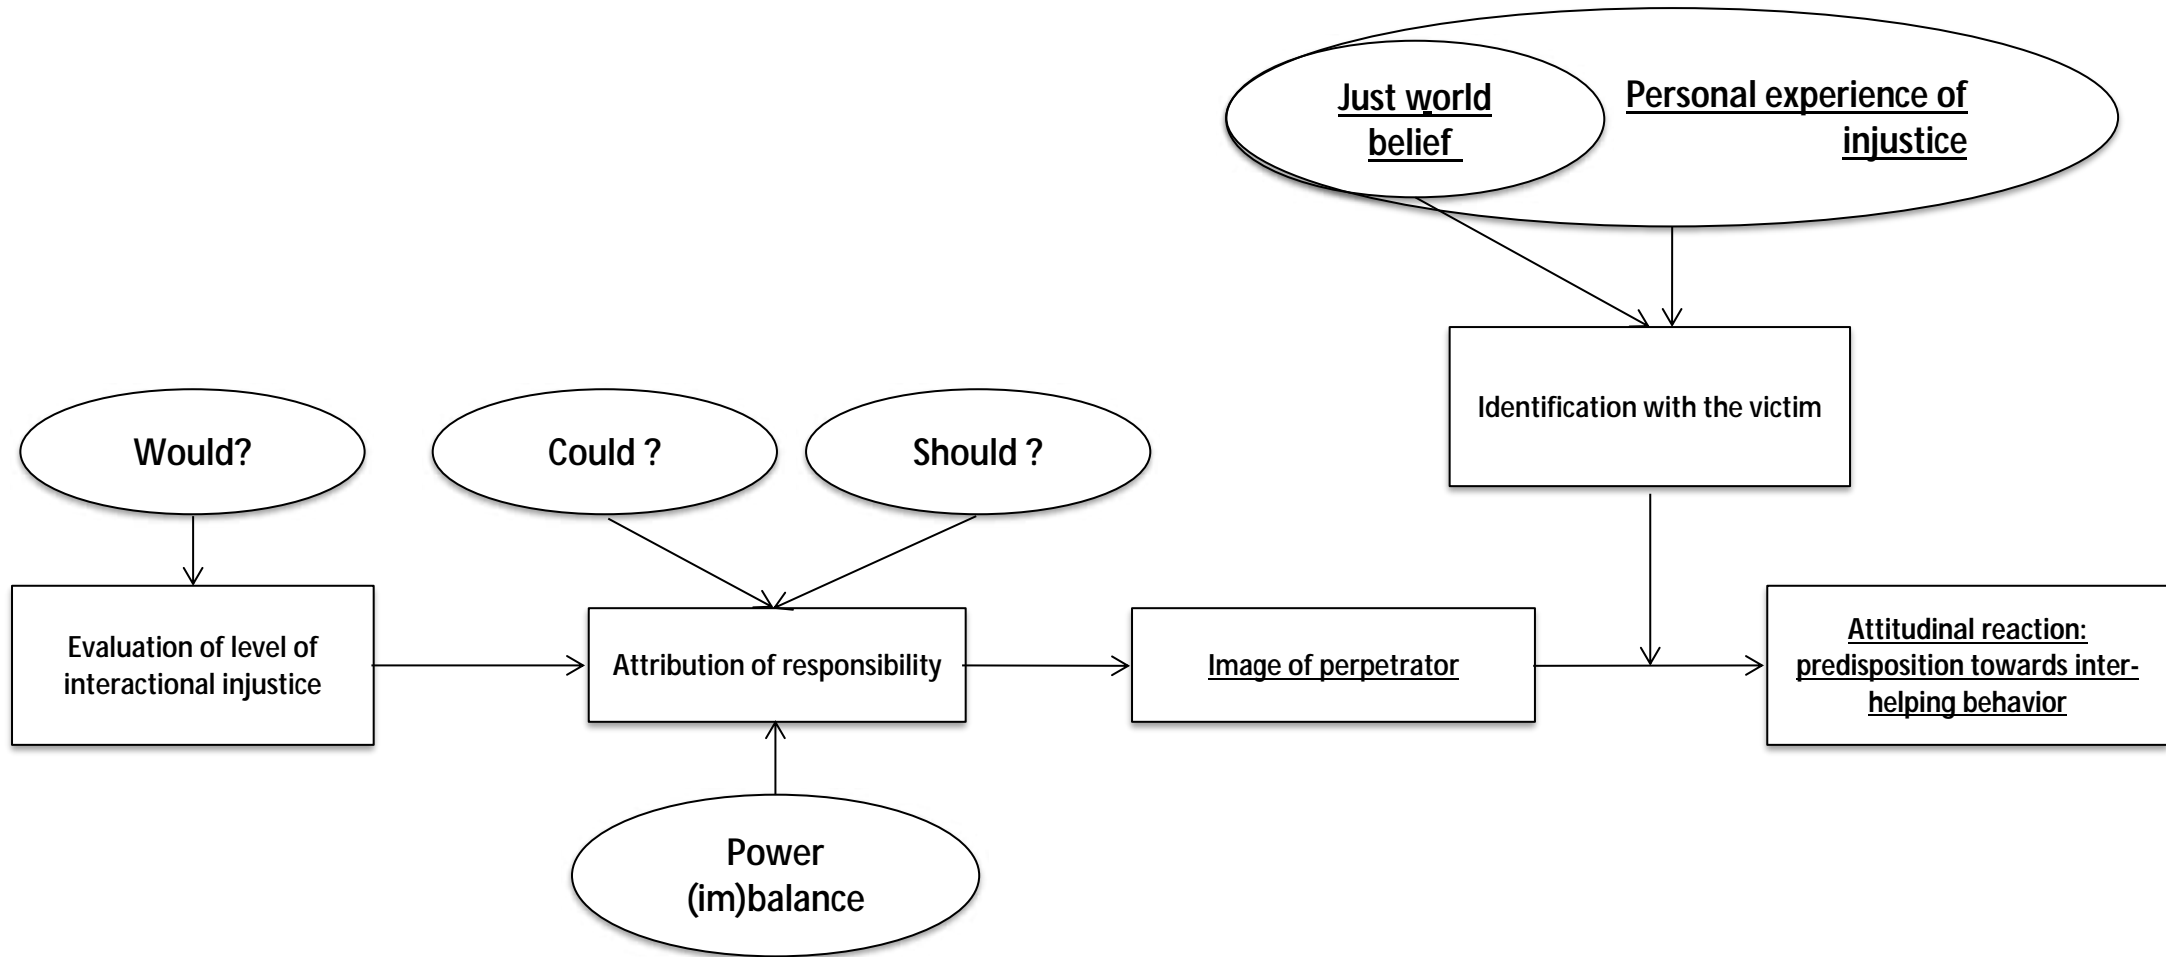 Just world
belief
Personal experience of
injustice
Identification with the victim
Would?
Could ?
Should ?
Evaluation of level of
interactional injustice
Attribution of responsibility
Image of perpetrator
Attitudinal reaction:
predisposition towards inter-
helping behavior
Power
(im)balance